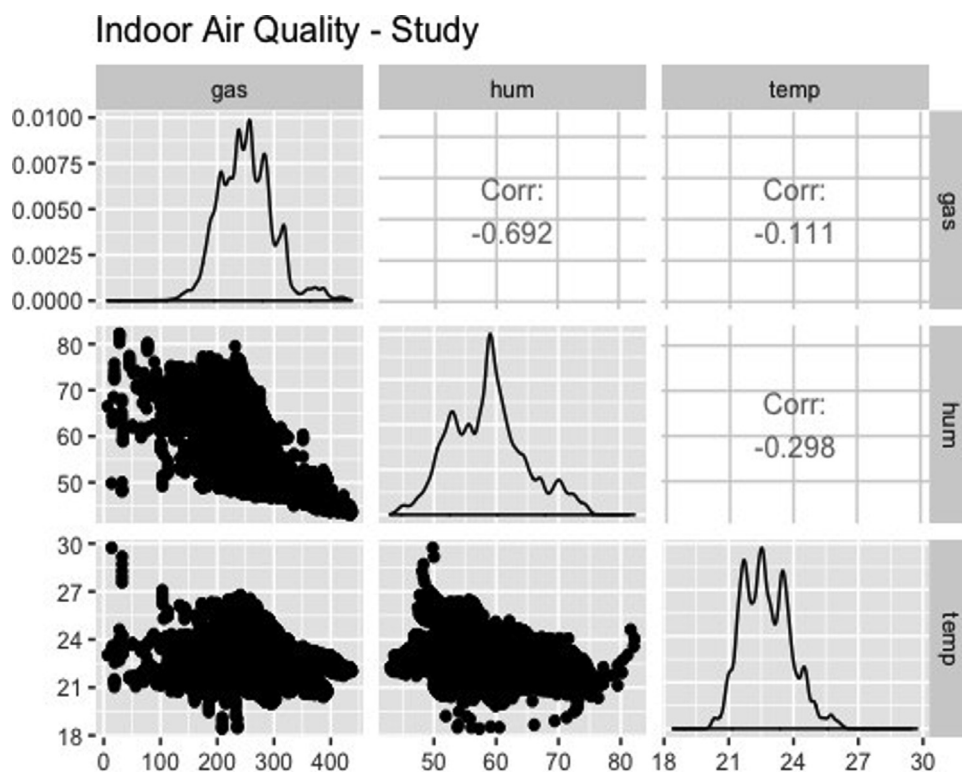 Indoor Air Quality - Study
gas hum temp
0.0100
0.0075
0.0050
0.0025
0.0000
Corr:
-0.692
Corr:
-0.111
gas
80
70
60
50
Corr:
-0.298
hum
30
27
24
21
18
temp
0 100 200 300 400 50 60 70 80 18 21 24 27 30